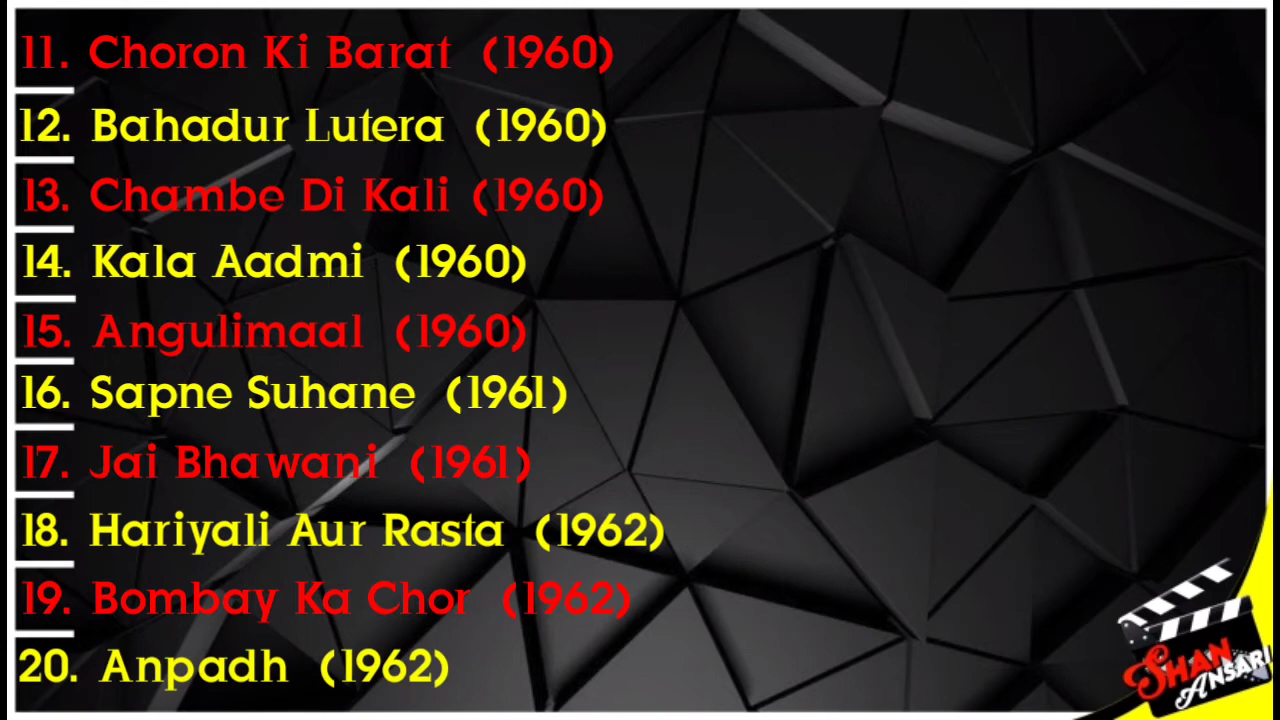 11. Choron Ki Barat (1960)
12. Bahadur Lutera (1960)
13. Chambe Di Kali (1960)
14. Kala Aadmi (1960)
15. Angulimaal (1960)
16. Sapne Suhane (1961)
17. Jai Bhawani (1961)
18. Hariyali Aur Rasta (1962)
19. Bombay Ka Chor (1962)
20. Anpadh (1962)
SHAN
ANSARI